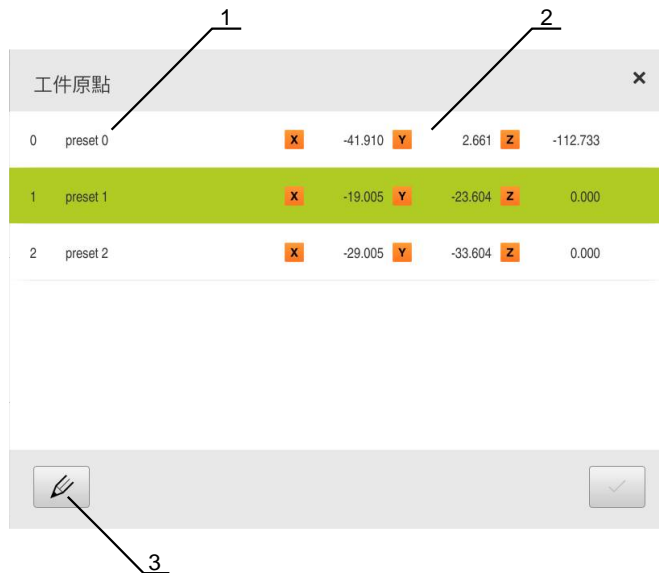 1 2
工件原點
0 preset 0 X -41.910 Y 2.661 Z -112.733
1 preset 1 X -19.005 Y -23.604 Z 0.000
2 preset 2 X -29.005 Y -33.604 Z 0.000
3